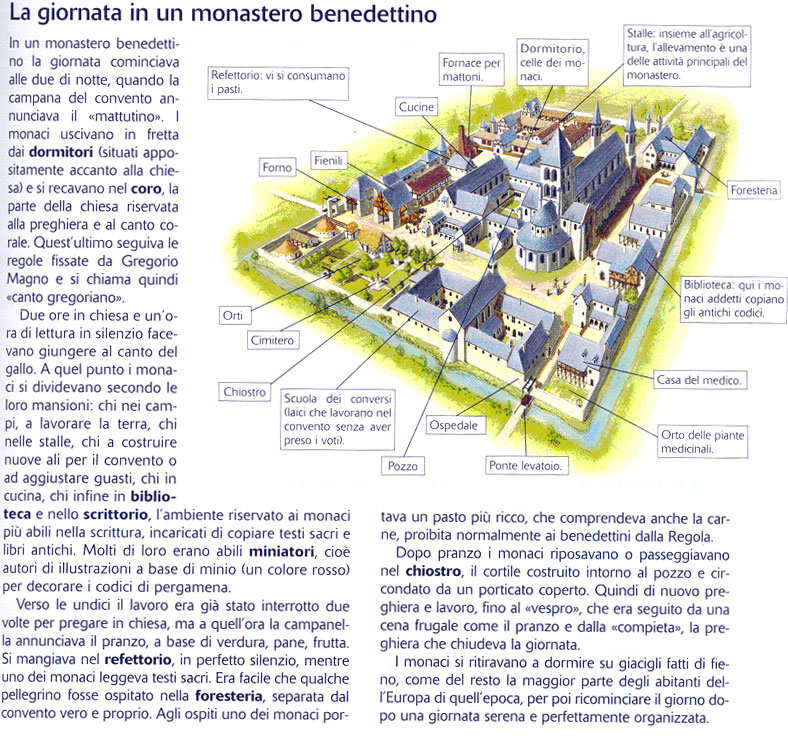 La giornata in un monastero benedettino
In un monastero benedetti-
no la giornata cominciava
alle due di notte, quando la
campana del convento an-
nunciava il «mattutino». I
monaci uscivano in fretta
dai dormitori (situati appo-
sitamente accanto alla chie-
sa) e si recavano nel coro, la
parte della chiesa riservata
alla preghiera e al canto co-
rale. Quest'ultimo seguiva le
regole fissate da Gregorio
Magno e si chiama quindi
«canto gregoriano».
Due ore in chiesa e un'o-
ra di lettura in silenzio face-
vano giungere al canto del
gallo. A quel punto i mona-
ci si dividevano secondo le
loro mansioni: chi nei cam-
pi, a lavorare la terra, chi
nelle stalle, chi a costruire
nuove ali per il convento o
ad aggiustare guasti, chi in
cucina, chi infine in biblio-
teca e nello scrittorio, l'ambiente riservato ai monaci
più abili nella scrittura, incaricati di copiare testi sacri e
libri antichi. Molti di loro erano abili miniatori, cioè
autori di illustrazioni a base di minio (un colore rosso)
per decorare i codici di pergamena.
Verso le undici il lavoro era già stato interrotto due
volte per pregare in chiesa, ma a quell'ora la campanel-
la annunciava il pranzo, a base di verdura, pane, frutta.
Si mangiava nel refettorio, in perfetto silenzio, mentre
uno dei monaci leggeva testi sacri. Era facile che qualche
pellegrino fosse ospitato nella foresteria, separata dal
convento vero e proprio. Agli ospiti uno dei monaci por-
tava un pasto più ricco, che comprendeva anche la car-
ne, proibita normalmente ai benedettini dalla Regola.
Dopo pranzo i monaci riposavano o passeggiavano
nel chiostro, il cortile costruito intorno al pozzo e cir-
condato da un porticato coperto. Quindi di nuovo pre-
ghiera e lavoro, fino al «vespro», che era seguito da una
cena frugale come il pranzo e dalla «compieta», la pre-
ghiera che chiudeva la giornata.
I monaci si ritiravano a dormire su giacigli fatti di fie-
no, come del resto la maggior parte degli abitanti del-
l'Europa di quell'epoca, per poi ricominciare il giorno do-
po una giornata serena e perfettamente organizzata.
Refettorio: vi si consumano
i pasti.
Fornace per
mattoni.
Dormitorio,
celle dei mo-
naci.
Stalle: insieme all'agricol-
tura, l'allevamento è una
delle attività principali del
monastero.
Cucine
Fienili
Forno
Foresteria
Biblioteca: qui i mo-
naci addetti copiano
gli antichi codici.
Orti
Cimitero
Chiostro
Scuola dei conversi
(laici che lavorano nel
convento senza aver
preso i voti).
Pozzo
Ospedale
Ponte levatoio.
Casa del medico.
Orto delle piante
medicinali.